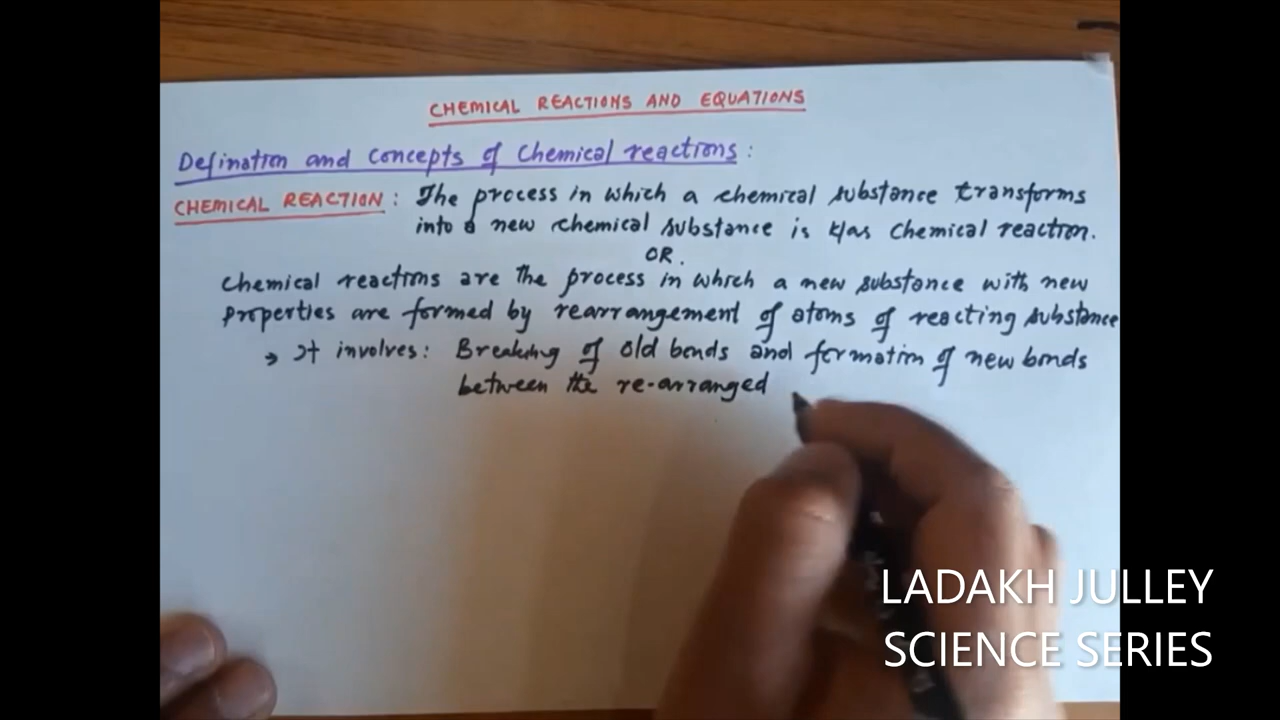 CHEMICAL REACTIONS AND EQUATIONS
Defination and concepts of Chemical reactions :
CHEMICAL REACTION : The process in which a chemical substance transforms
into a new chemical substance is k/as Chemical reaction.
OR.
Chemical reactions are the process in which a new substance with new
properties are formed by rearrangement of atoms of reacting substance
→ It involves: Breaking of old bonds and formation of new bonds
between the re-arranged
LADAKH JULLEY
SCIENCE SERIES